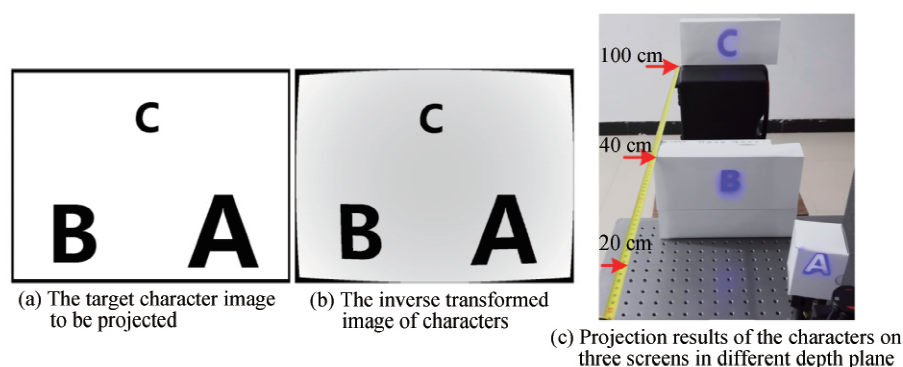 C
B A
C
B A
C
100 cm
B
40 cm
20 cm
A
(a) The target character image
to be projected
(b) The inverse transformed
image of characters
(c) Projection results of the characters on
three screens in different depth plane